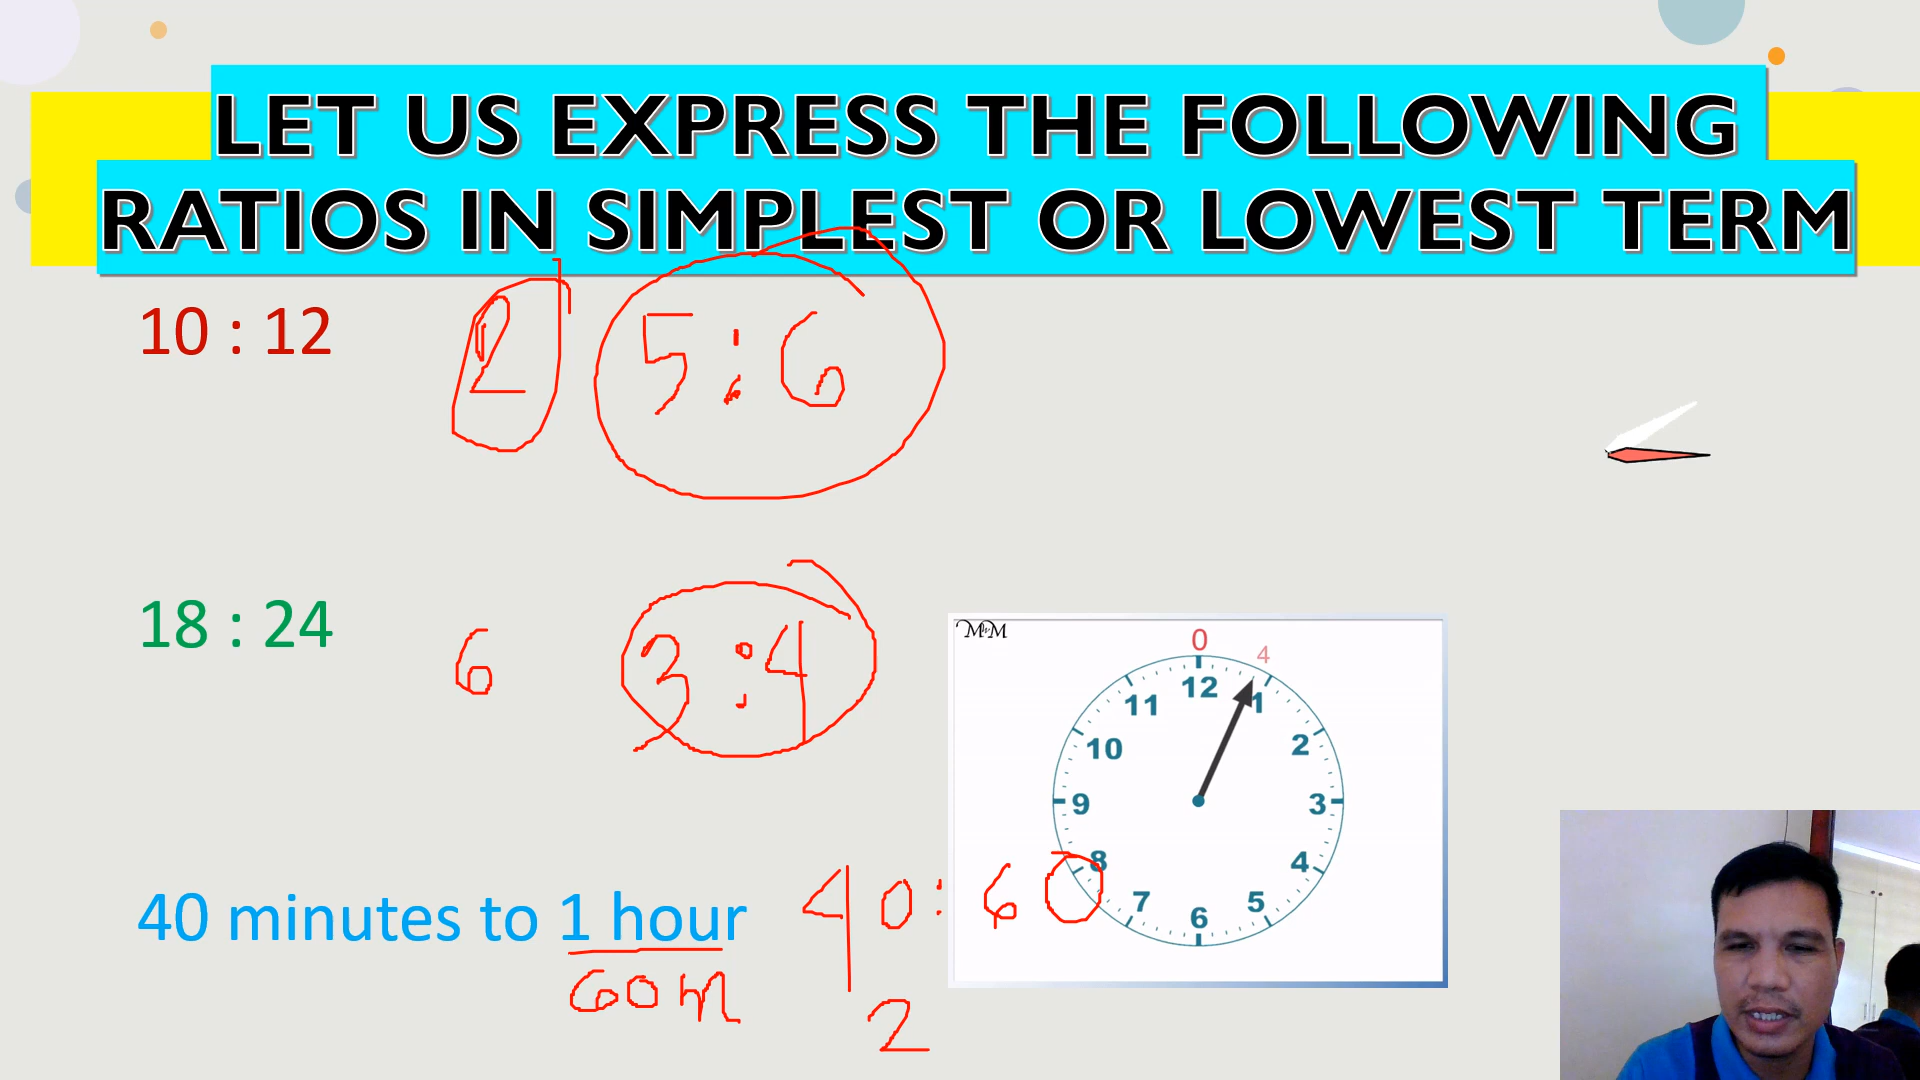 LET US EXPRESS THE FOLLOWING
RATIOS IN SIMPLEST OR LOWEST TERM
10 : 12 2 5 : 6
18 : 24 6 3 : 4
40 minutes to 1 hour 40 : 60
60 m
2
MWM
0
4
12
11 1
10 2
9 3
8 4
7 5
6